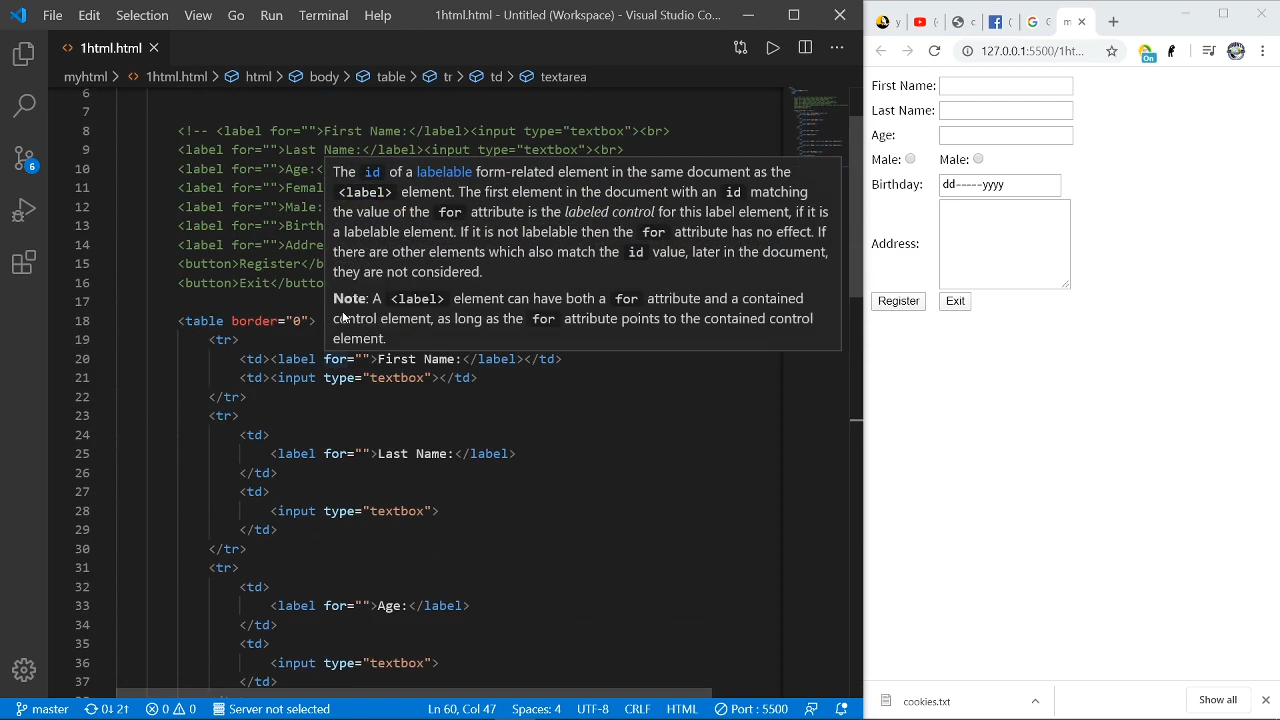 File Edit Selection View Go Run Terminal Help 1html.html - Untitled (Workspace) - Visual Studio Co...
1html.html
myhtml > 1html.html > html > body > table > tr > td > textarea
6
7
8 !-- <label for="">First Name:</label><input type="textbox"><br>
9 <label for="">Last Name:</label><input type="textbox"><br>
10 <label for="">Age:<
11 <label for="">Femal
12 <label for="">Male:
13 <label for="">Birth
14 <label for="">Addre
15 <button>Register</b
16 <button>Exit</butto
17
18 <table border="0">
19 <tr>
20 <td><label for="">First Name:</label></td>
21 <td><input type="textbox"></td>
22 </tr>
23 <tr>
24 <td>
25 <label for="">Last Name:</label>
26 </td>
27 <td>
28 <input type="textbox">
29 </td>
30 </tr>
31 <tr>
32 <td>
33 <label for="">Age:</label>
34 </td>
35 <td>
36 <input type="textbox">
37 </td>
The id of a labelable form-related element in the same document as the
<label> element. The first element in the document with an id matching
the value of the for attribute is the labeled control for this label element, if it is
a labelable element. If it is not labelable then the for attribute has no effect. If
there are other elements which also match the id value, later in the document,
they are not considered.
Note: A <label> element can have both a for attribute and a contained
control element, as long as the for attribute points to the contained control
element.
6
master 0↓ 2↑ 0 0 Server not selected Ln 60, Col 47 Spaces: 4 UTF-8 CRLF HTML Port : 5500
y ( c ( C m
127.0.0.1:5500/1ht...
On
First Name:
Last Name:
Age:
Male: Male:
Birthday: dd-----yyyy
Address:
Register Exit
cookies.txt Show all